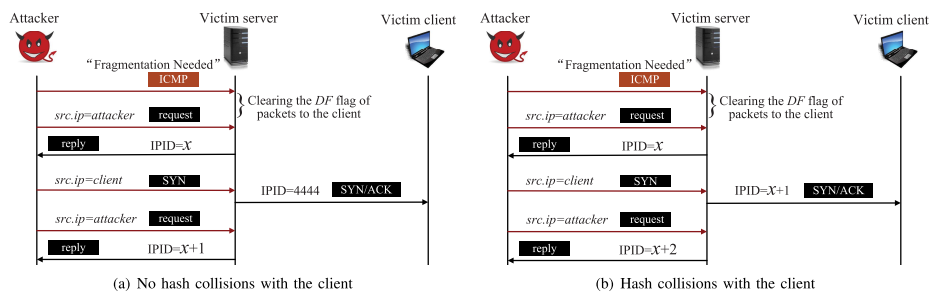 Attacker Victim server Victim client
“Fragmentation Needed”
ICMP
Clearing the DF flag of
packets to the client
src.ip=attacker request
reply IPID=x
src.ip=client SYN
IPID=4444 SYN/ACK
src.ip=attacker request
reply IPID=x+1
(a) No hash collisions with the client
Attacker Victim server Victim client
“Fragmentation Needed”
ICMP
Clearing the DF flag of
packets to the client
src.ip=attacker request
reply IPID=x
src.ip=client SYN
IPID=x+1 SYN/ACK
src.ip=attacker request
reply IPID=x+2
(b) Hash collisions with the client